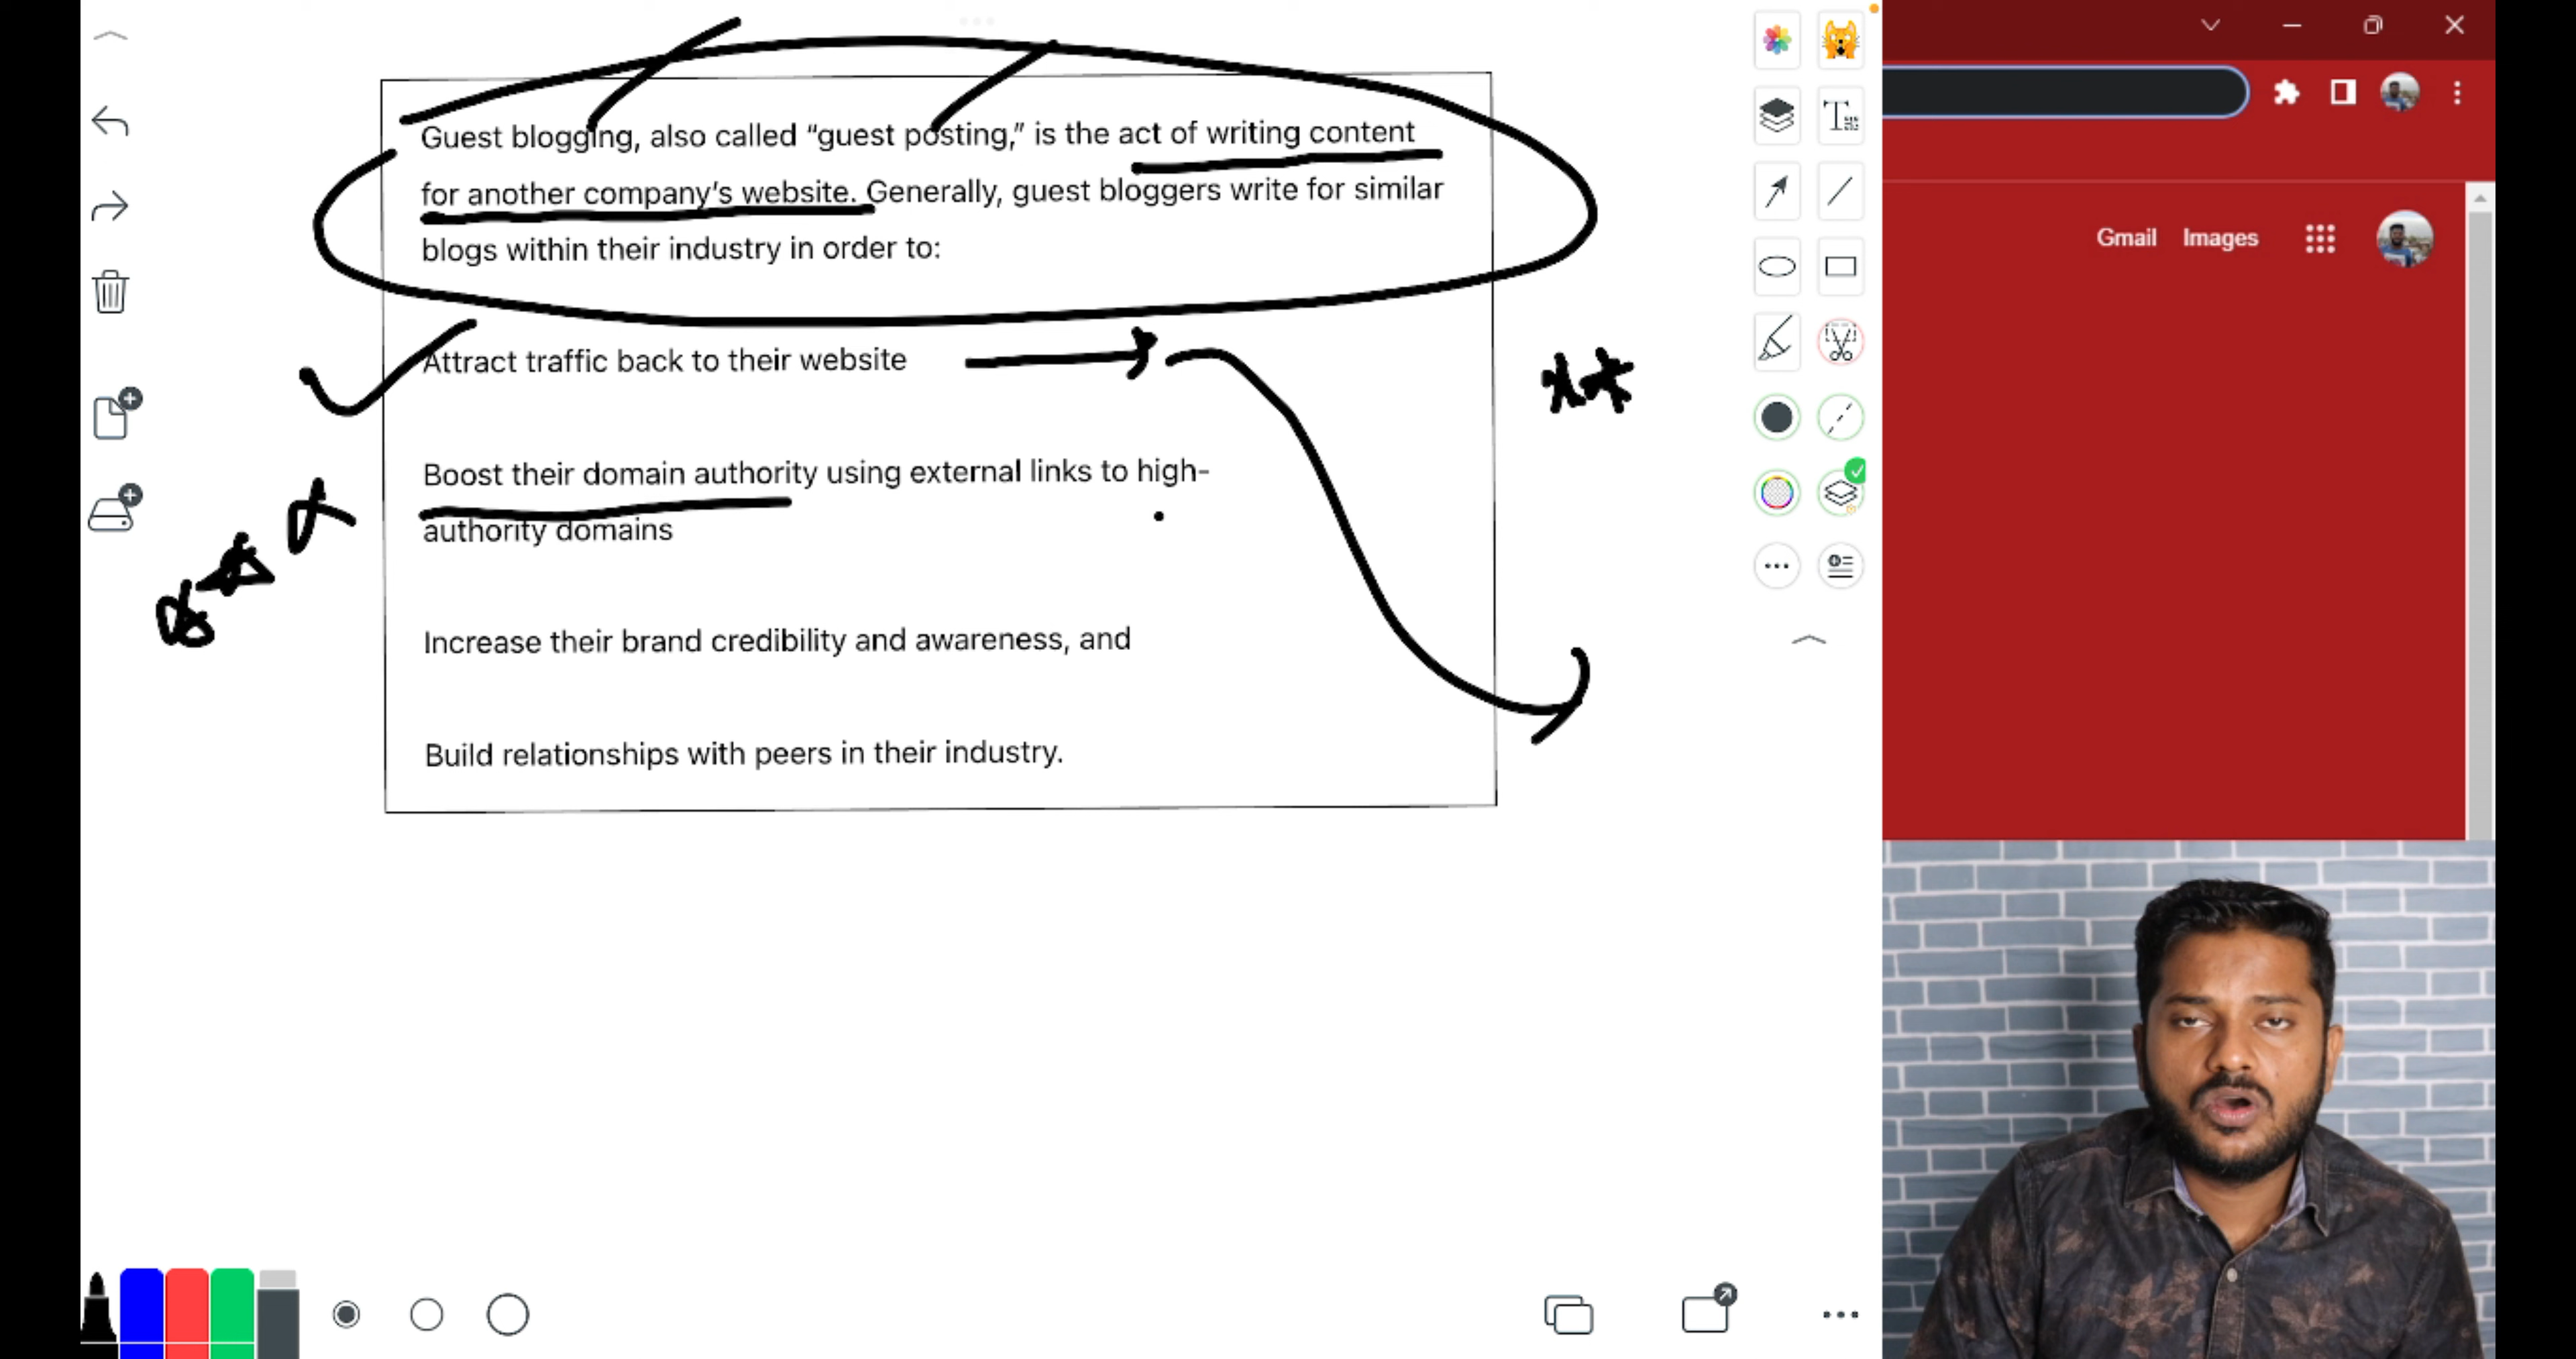 Guest blogging, also called “guest posting,” is the act of writing content
for another company’s website. Generally, guest bloggers write for similar
blogs within their industry in order to:
Attract traffic back to their website
Boost their domain authority using external links to high-
authority domains
Increase their brand credibility and awareness, and
Build relationships with peers in their industry.
Gmail Images